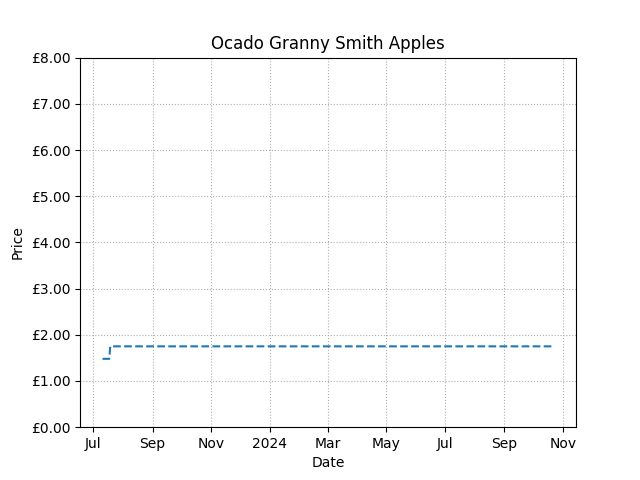 Ocado Granny Smith Apples
£8.00
£7.00
£6.00
£5.00
£4.00
£3.00
£2.00
£1.00
£0.00
Price
Jul Sep Nov 2024 Mar May Jul Sep Nov
Date